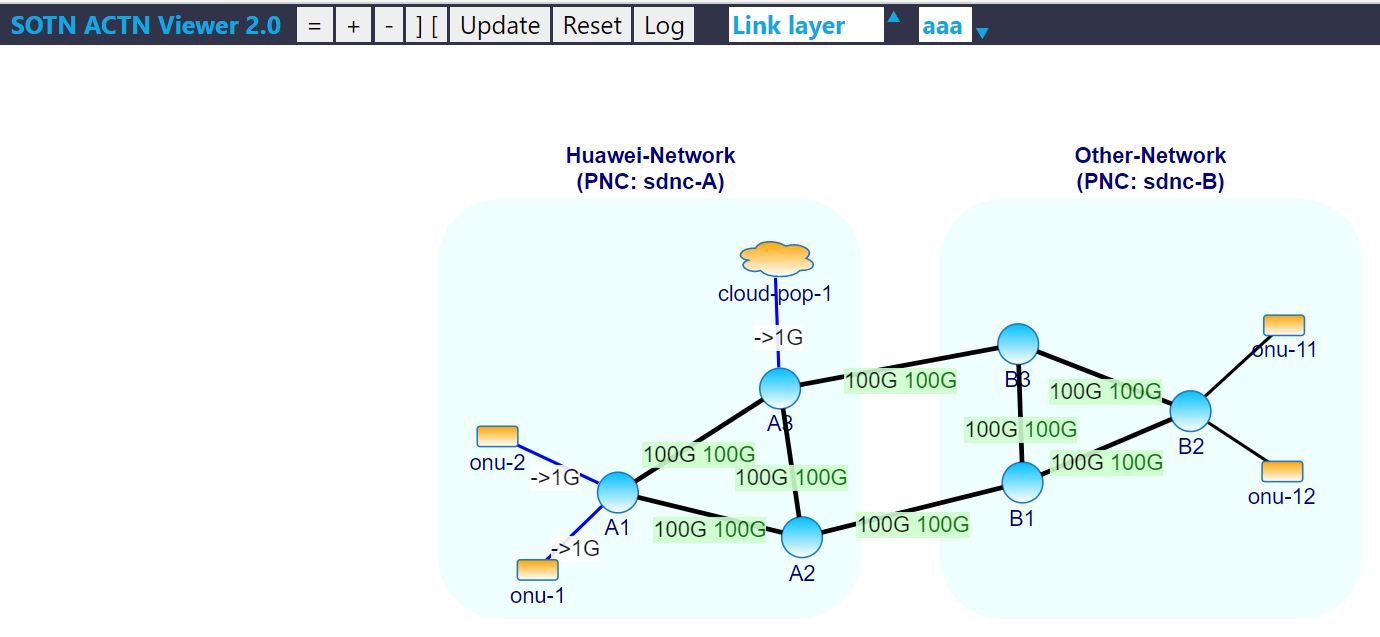 SOTN ACTN Viewer 2.0 = + - ] [ Update Reset Log Link layer ▲ aaa ▼
Huawei-Network
(PNC: sdnc-A)
Other-Network
(PNC: sdnc-B)
cloud-pop-1
->1G
A3
100G 100G
B3
onu-11
100G 100G
100G 100G
B2
100G 100G
onu-12
B1
onu-2
->1G
100G 100G
100G 100G
A1
100G 100G
100G 100G
->1G
A2
onu-1